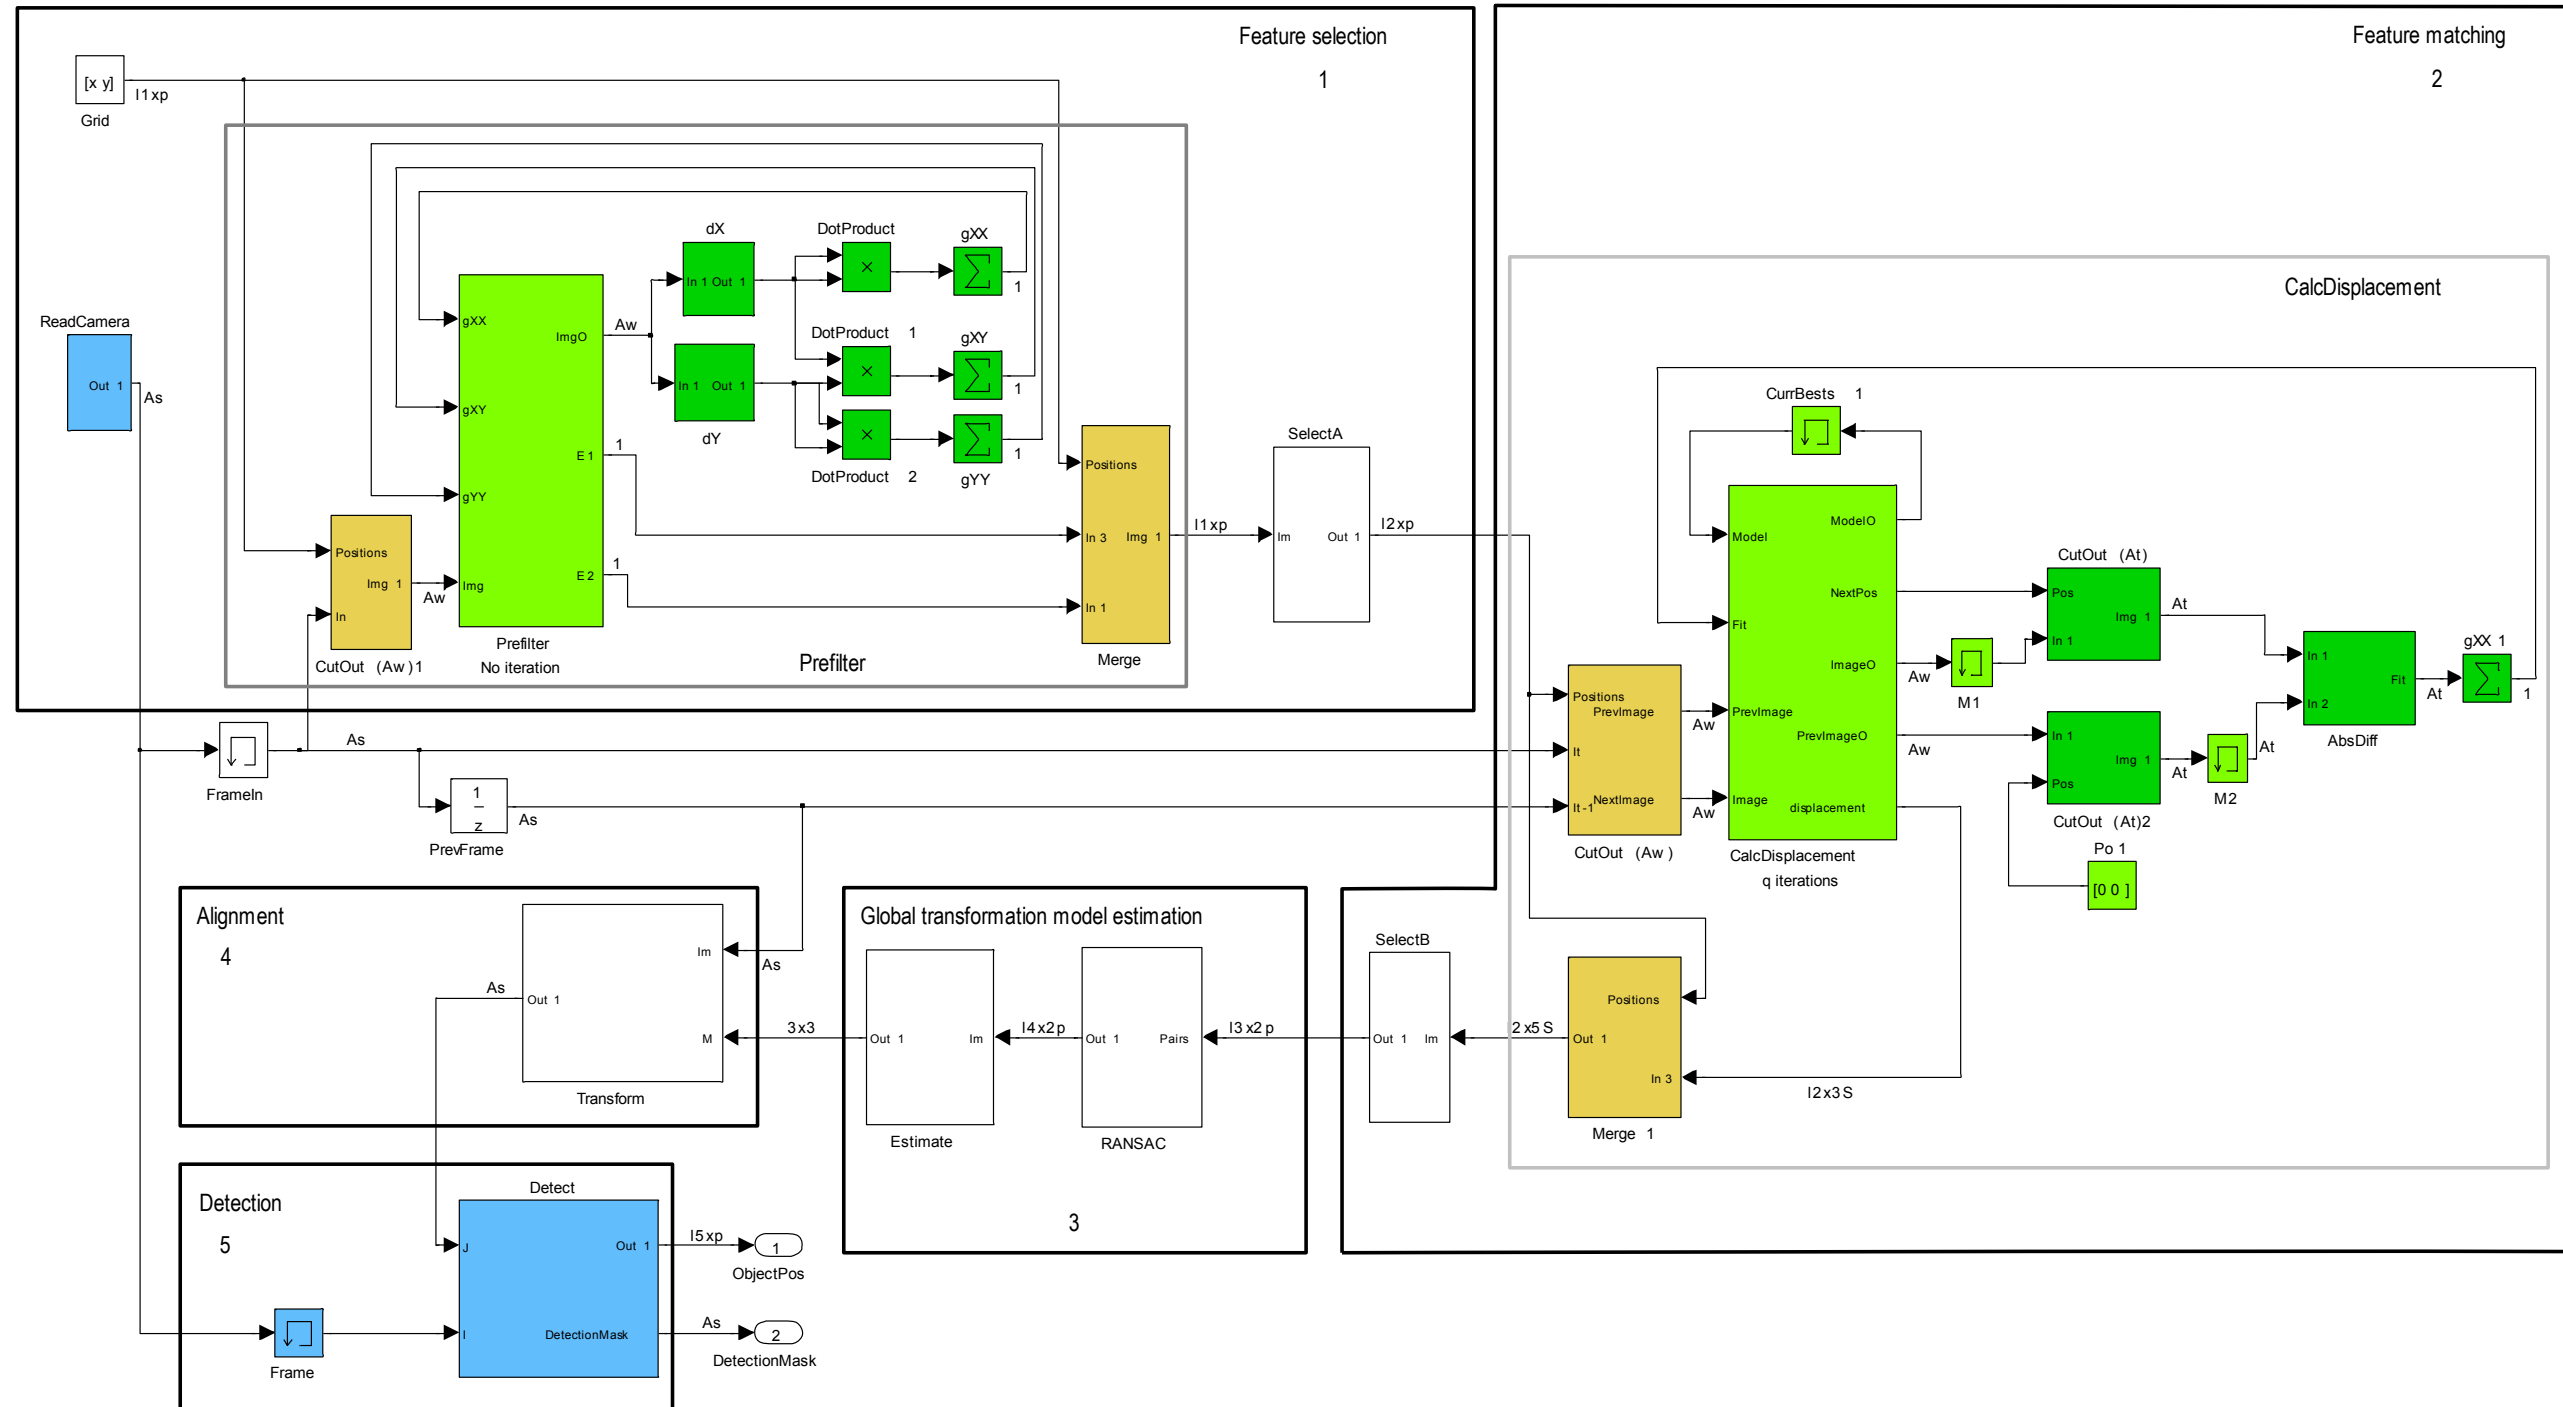 Feature selection
1
[x y]
l1xp
Grid
ReadCamera
Out 1
As
dX
In 1 Out 1
dY
In 1 Out 1
DotProduct
×
DotProduct 1
×
DotProduct 2
×
gXX
Σ
1
gXY
Σ
1
gYY
Σ
1
gXX
gXY
gYY
Img
ImgO
E 1
E 2
Aw
1
1
Prefilter
No iteration
Positions
In
Img 1
Aw
CutOut (Aw)1
Prefilter
Positions
In 3
In 1
Img 1
Merge
l1xp
SelectA
Im
Out 1
l2xp
FrameIn
As
1
z
PrevFrame
As
Feature matching
2
CalcDisplacement
CurrBests 1
Model
Fit
PrevImage
Image
ModelO
NextPos
ImageO
PrevImageO
displacement
CalcDisplacement
q iterations
Positions
It
It-1
PrevImage
NextImage
Aw
Aw
CutOut (Aw)
Aw
M1
Aw
CutOut (At)
Pos
In 1
Img 1
At
In 1
Pos
Img 1
At
CutOut (At)2
M2
At
Po 1
[0 0 ]
In 1
In 2
Fit
AbsDiff
At
gXX 1
Σ
1
Positions
In 3
Out 1
Merge 1
l2x3S
2x5S
SelectB
Out 1
Im
l3x2p
Global transformation model estimation
Out 1
Im
Estimate
l4x2p
Out 1
Pairs
RANSAC
3
3x3
Alignment
4
Im
As
M
Out 1
As
Transform
Detection
5
Detect
J
I
Out 1
DetectionMask
Frame
l5xp
1
ObjectPos
As
2
DetectionMask